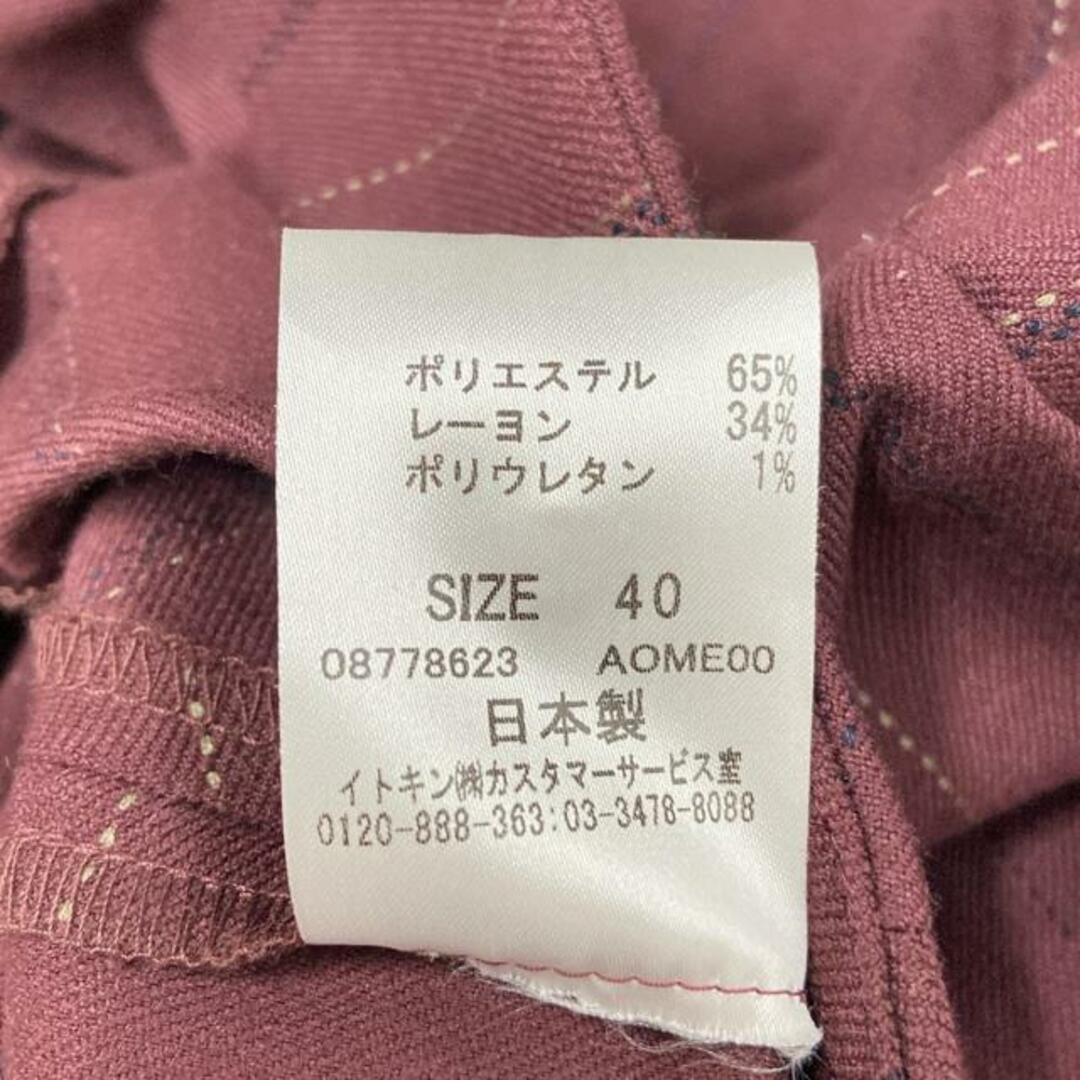 ポリエステル 65%
レーヨン 34%
ポリウレタン 1%
SIZE 40
08778623 AOME00
日本製
イトキン㈱カスタマーサービス室
0120-888-363:03-3478-8088